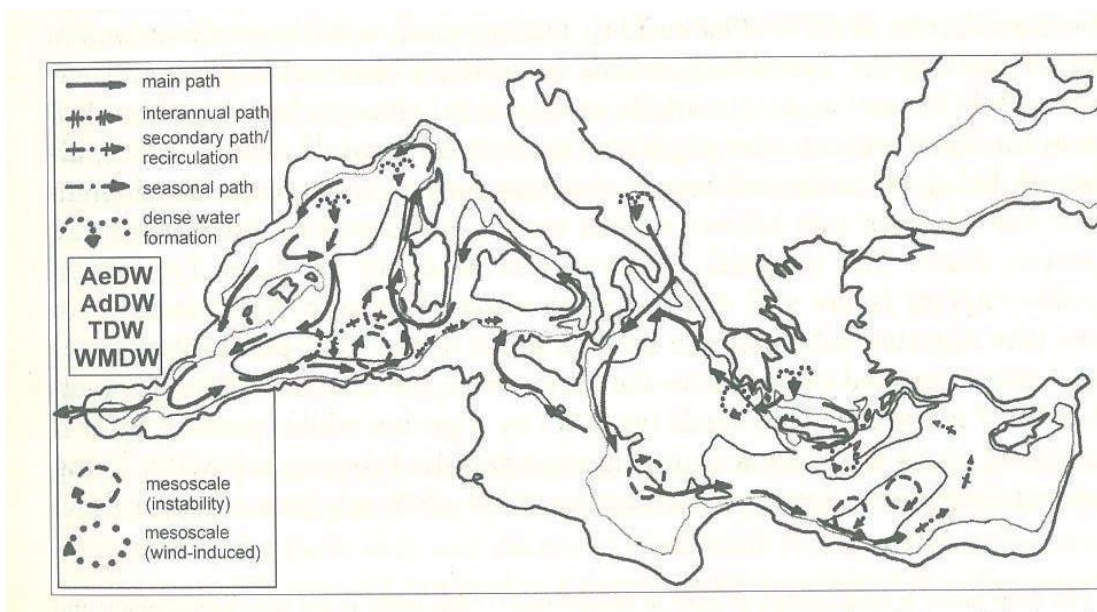 main path
interannual path
secondary path/
recirculation
seasonal path
dense water
formation
AeDW
AdDW
TDW
WMDW
mesoscale
(instability)
mesoscale
(wind-induced)